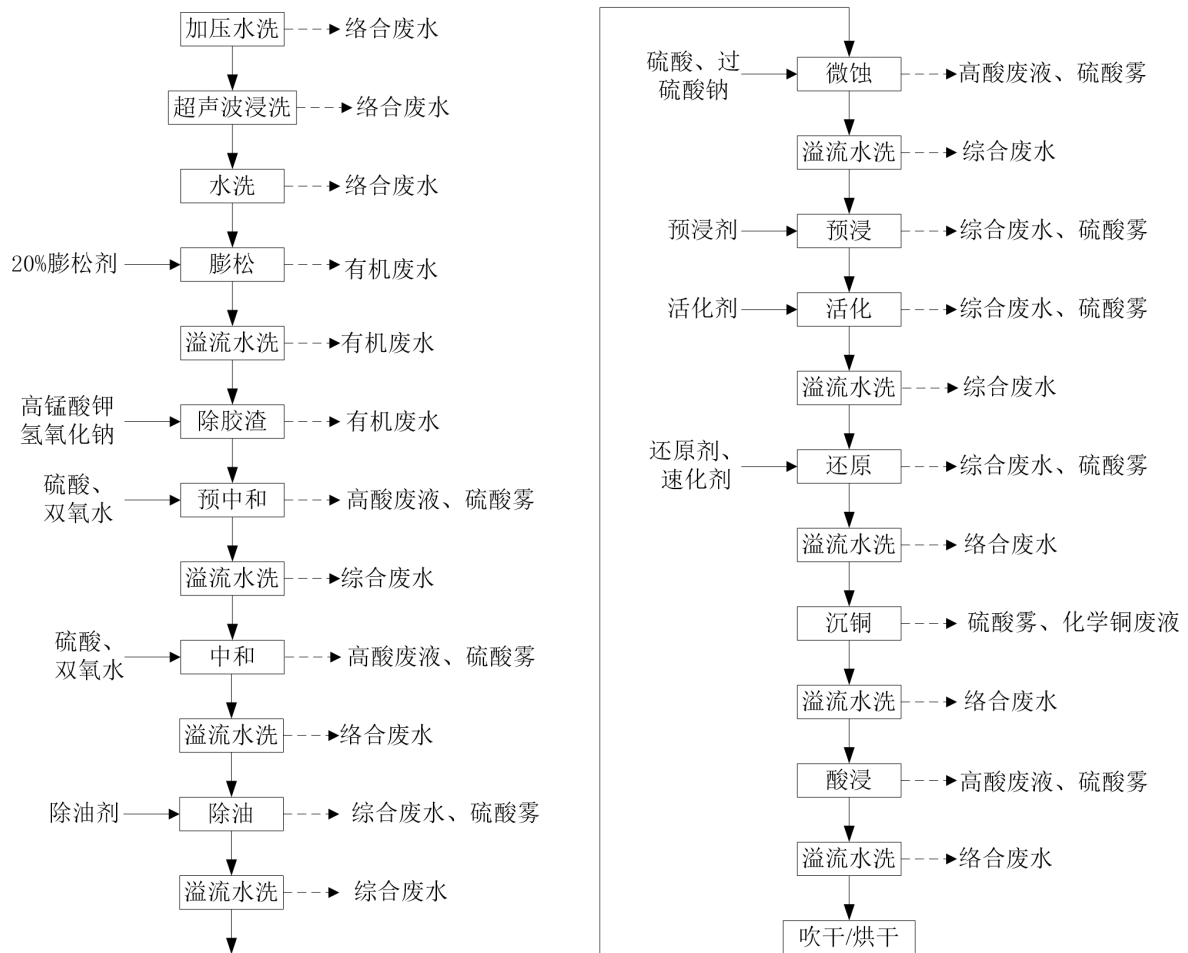 加压水洗
络合废水
超声波浸洗
络合废水
水洗
络合废水
20%膨松剂
膨松
有机废水
溢流水洗
有机废水
高锰酸钾
氢氧化钠
除胶渣
有机废水
硫酸、
双氧水
预中和
高酸废液、硫酸雾
溢流水洗
综合废水
硫酸、
双氧水
中和
高酸废液、硫酸雾
溢流水洗
络合废水
除油剂
除油
综合废水、硫酸雾
溢流水洗
综合废水
硫酸、过
硫酸钠
微蚀
高酸废液、硫酸雾
溢流水洗
综合废水
预浸剂
预浸
综合废水、硫酸雾
活化剂
活化
综合废水、硫酸雾
溢流水洗
综合废水
还原剂、
速化剂
还原
综合废水、硫酸雾
溢流水洗
络合废水
沉铜
硫酸雾、化学铜废液
溢流水洗
络合废水
酸浸
高酸废液、硫酸雾
溢流水洗
络合废水
吹干/烘干